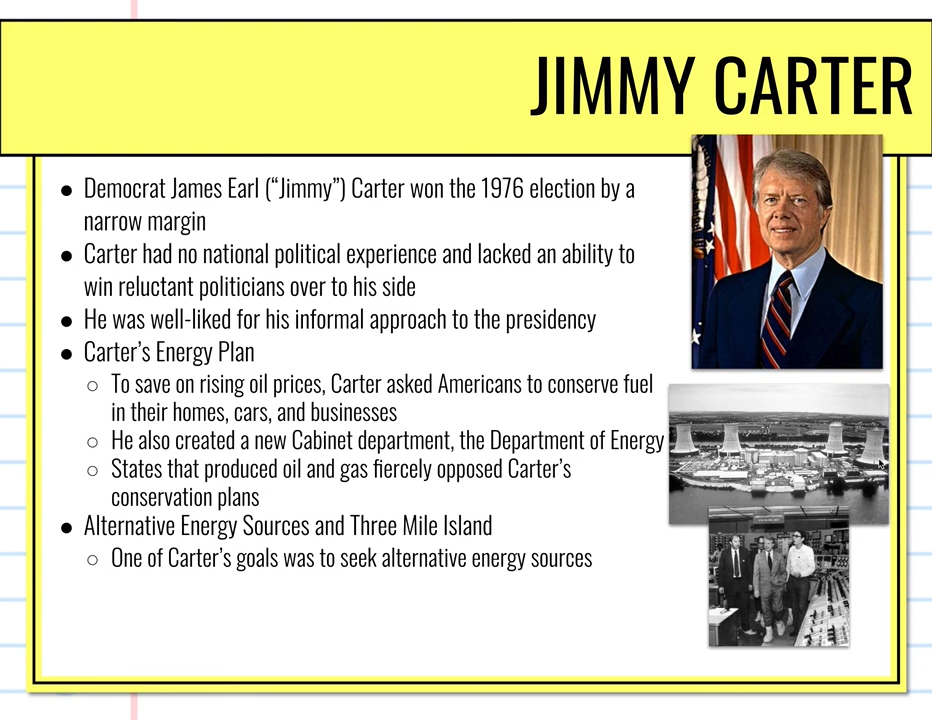 JIMMY CARTER
● Democrat James Earl (“Jimmy”) Carter won the 1976 election by a
narrow margin
● Carter had no national political experience and lacked an ability to
win reluctant politicians over to his side
● He was well-liked for his informal approach to the presidency
● Carter’s Energy Plan
○ To save on rising oil prices, Carter asked Americans to conserve fuel
in their homes, cars, and businesses
○ He also created a new Cabinet department, the Department of Energy
○ States that produced oil and gas fiercely opposed Carter’s
conservation plans
● Alternative Energy Sources and Three Mile Island
○ One of Carter’s goals was to seek alternative energy sources